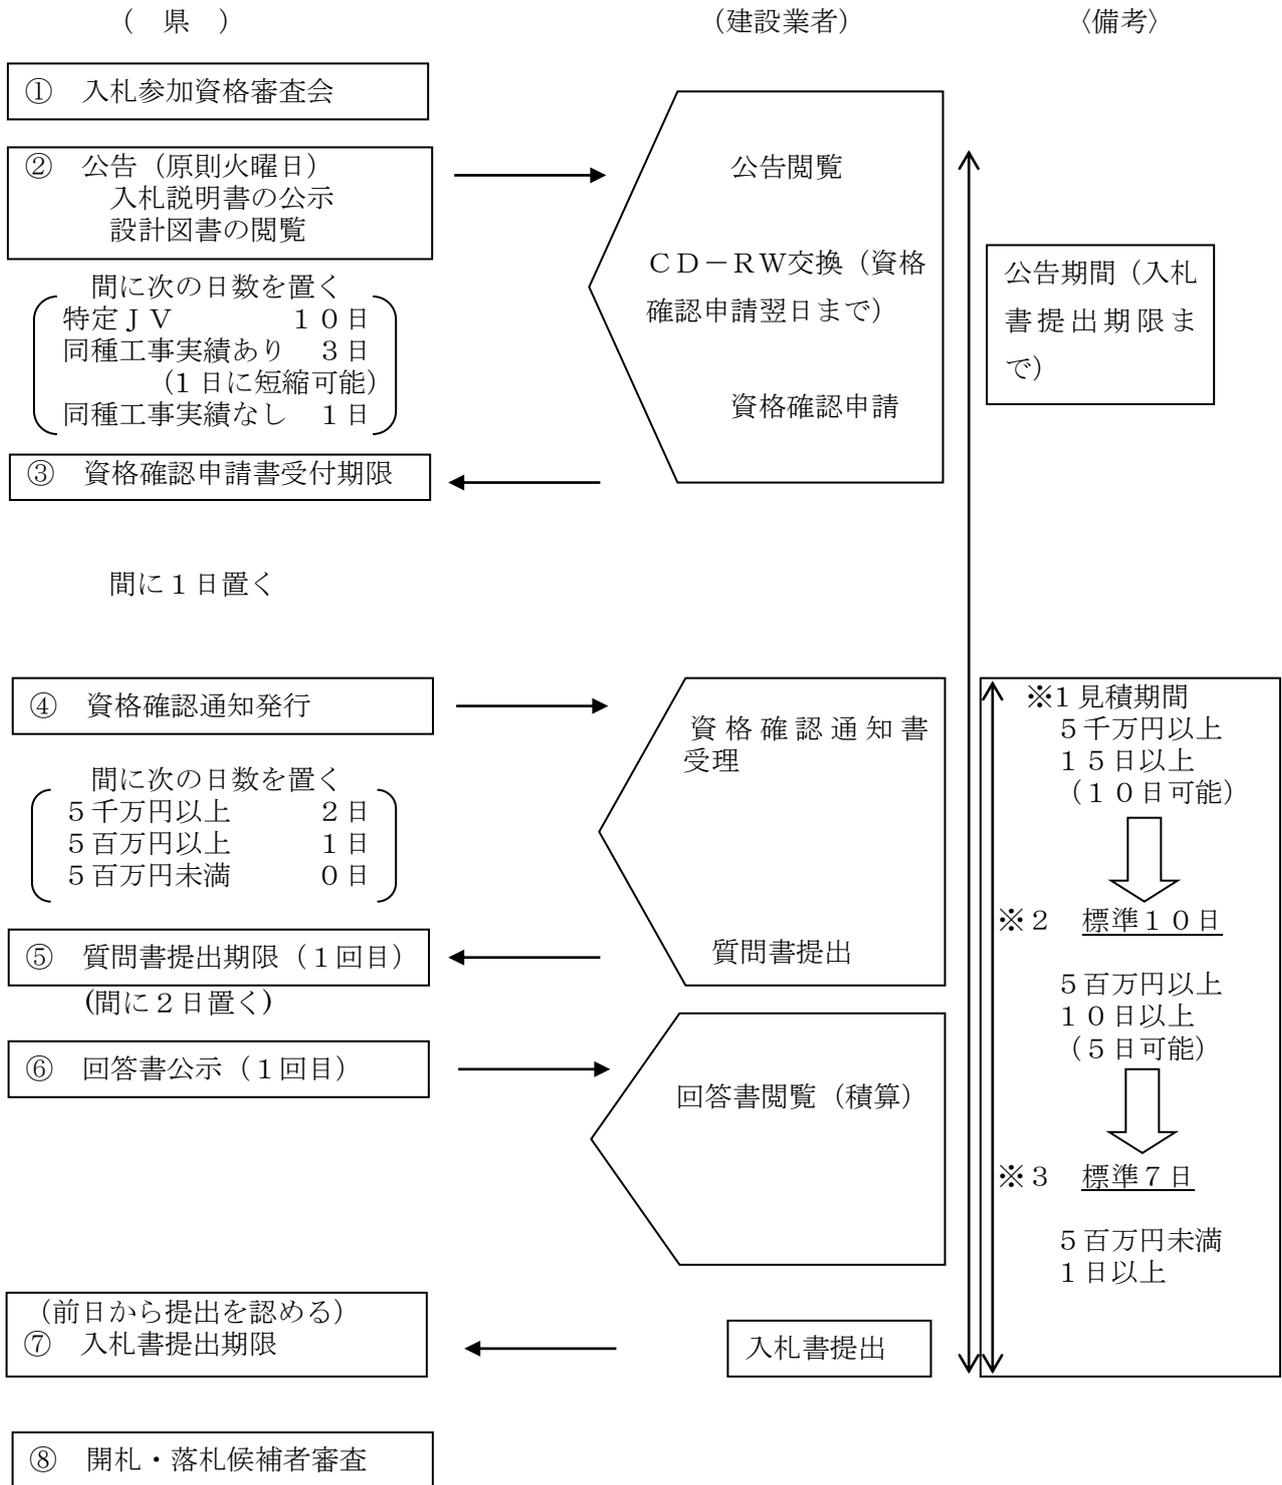 （　県　）
（建設業者）
〈備考〉
①　入札参加資格審査会
②　公告（原則火曜日）
入札説明書の公示
設計図書の閲覧
間に次の日数を置く
特定ＪＶ　　　　１０日
同種工事実績あり　３日
（1日に短縮可能）
同種工事実績なし　１日
③　資格確認申請書受付期限
公告閲覧
ＣＤ－ＲＷ交換（資格
確認申請翌日まで）
資格確認申請
公告期間（入札
書提出期限ま
で）
間に１日置く
④　資格確認通知発行
間に次の日数を置く
５千万円以上　　　２日
５百万円以上　　　１日
５百万円未満　　　０日
⑤　質問書提出期限（１回目）
(間に２日置く)
資格確認通知書
受理
質問書提出
⑥　回答書公示（１回目）
回答書閲覧（積算）
※1 見積期間
５千万円以上
１５日以上
（１０日可能）
※２　標準１０日
５百万円以上
１０日以上
（５日可能）
※３　標準７日
５百万円未満
１日以上
（前日から提出を認める）
⑦　入札書提出期限
入札書提出
⑧　開札・落札候補者審査